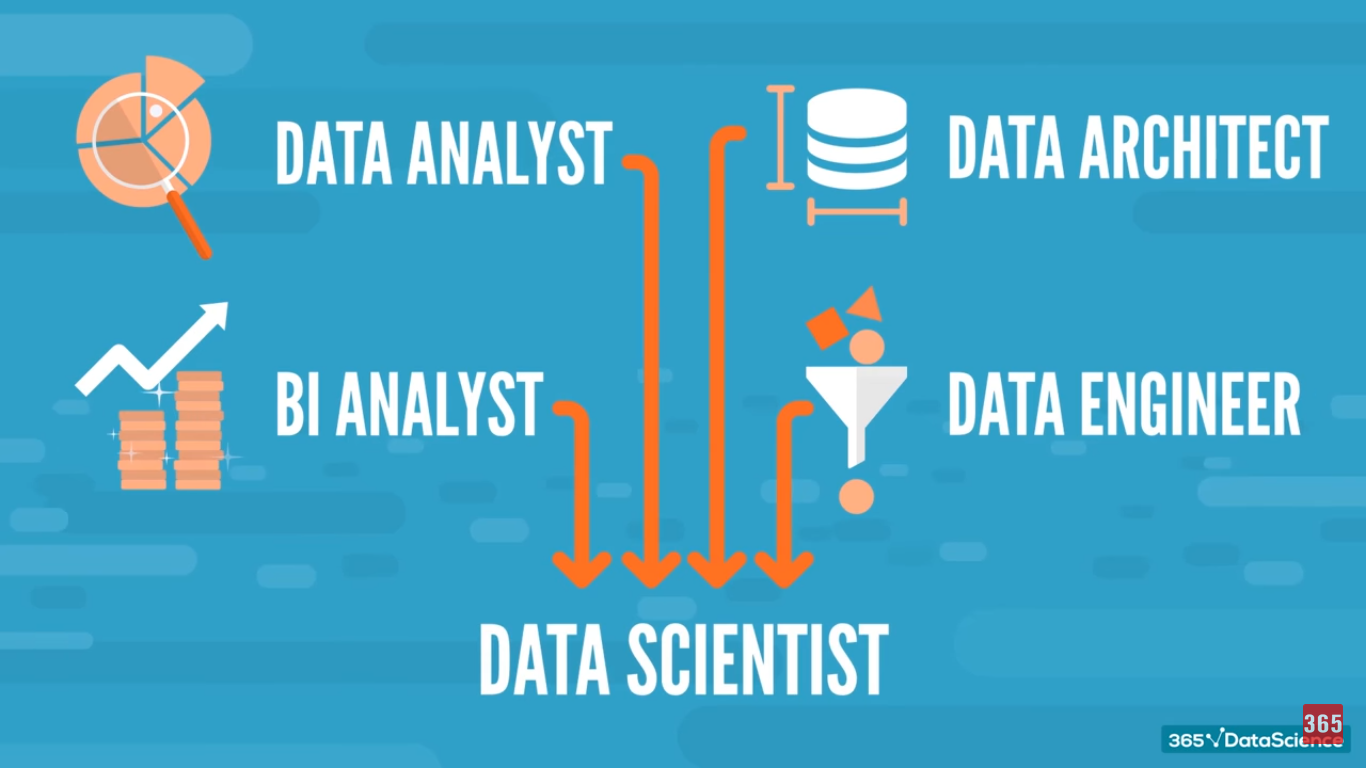 DATA ANALYST
DATA ARCHITECT
BI ANALYST
DATA ENGINEER
DATA SCIENTIST
365
365 DataScience